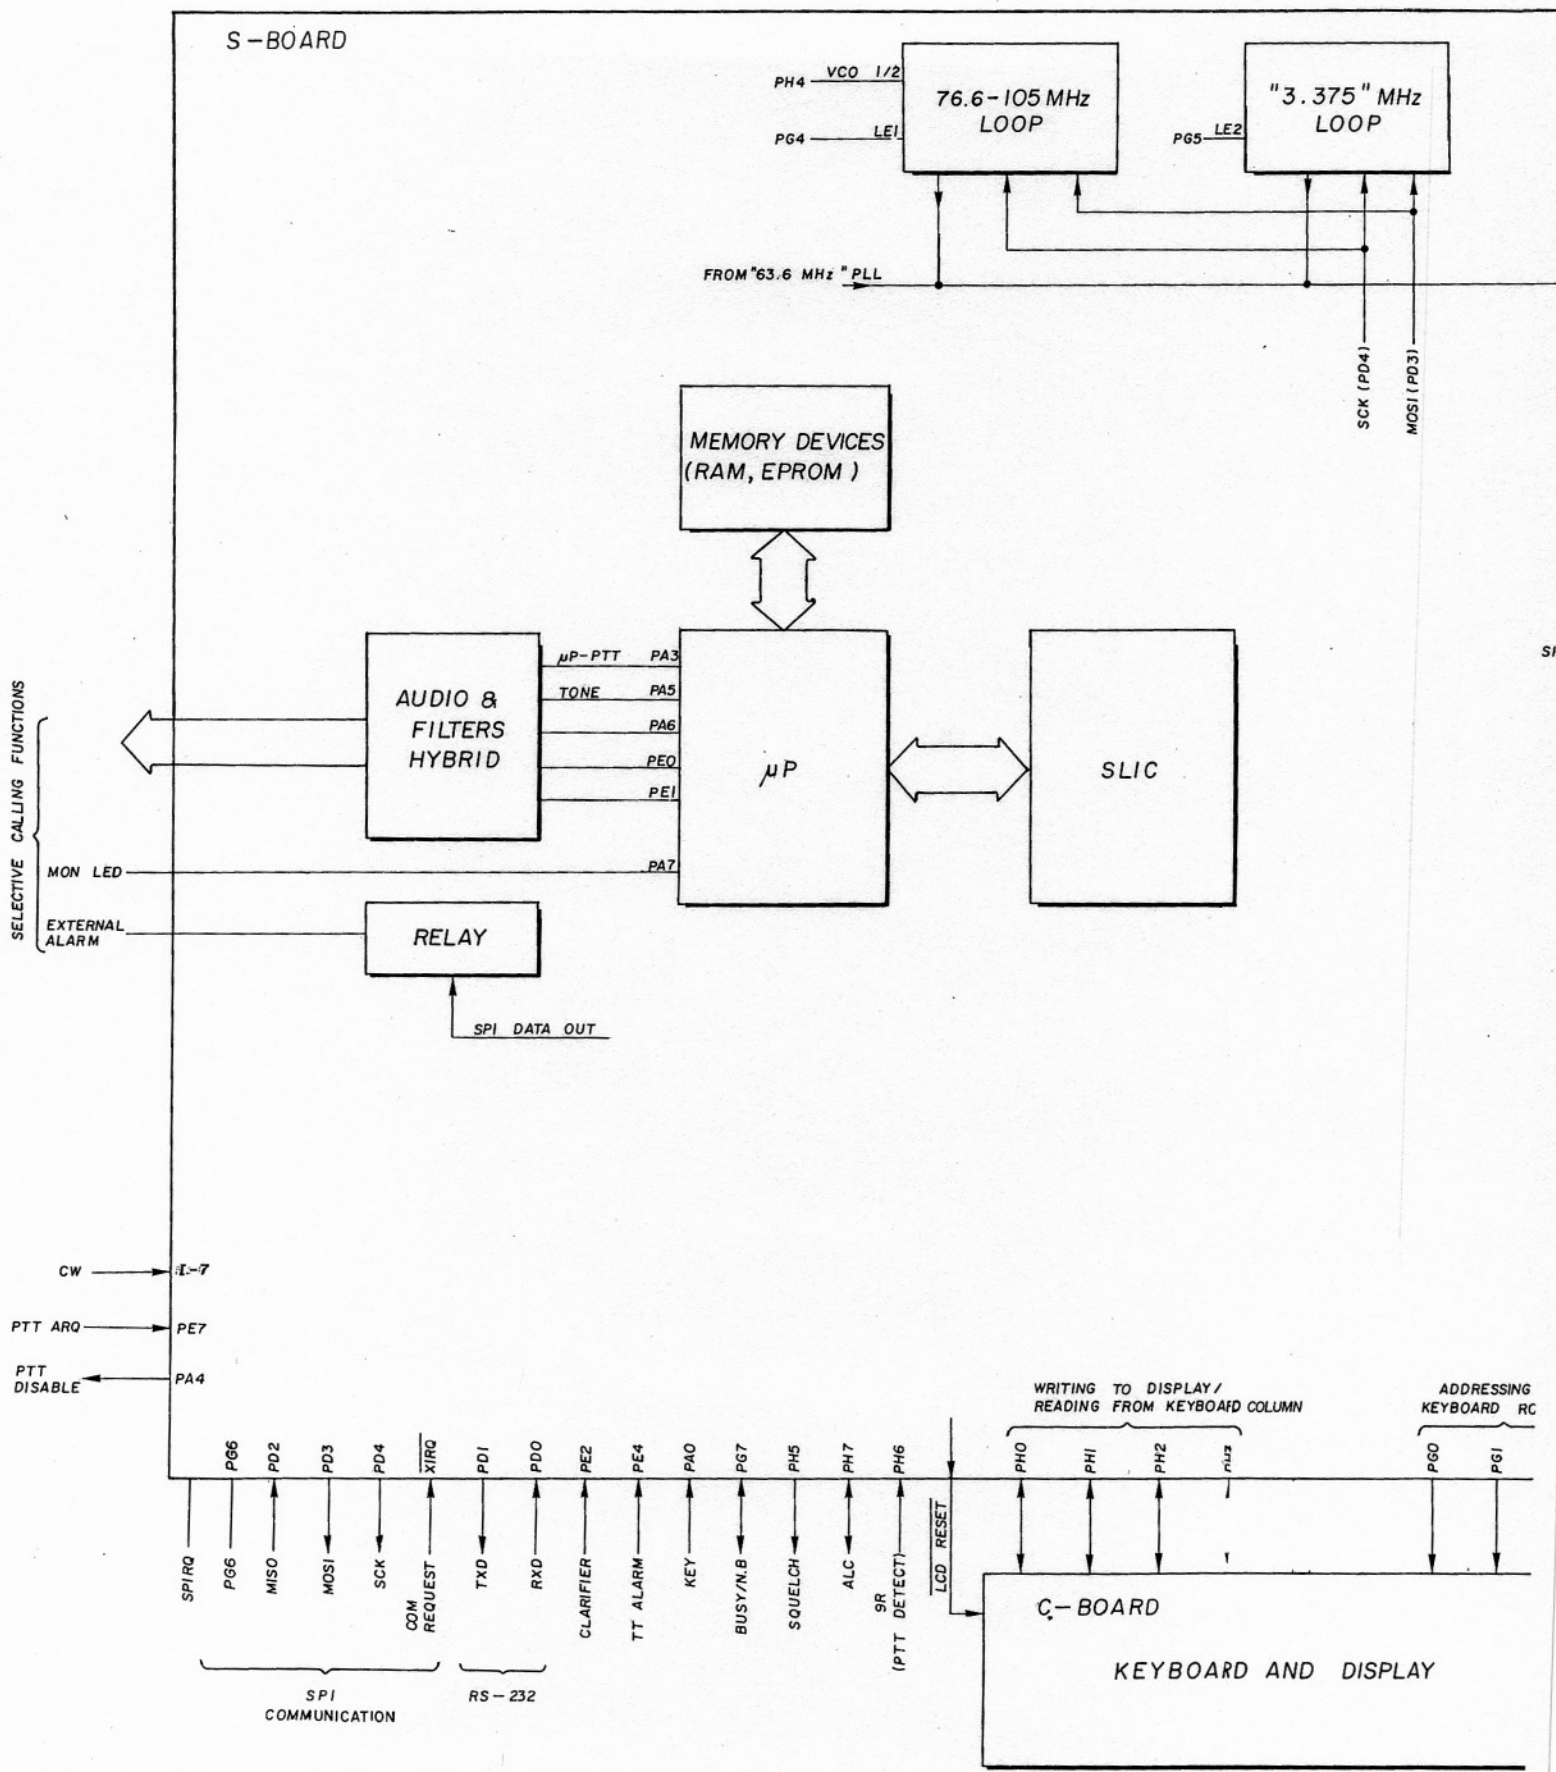 S-BOARD
PH4
VCO 1/2
PG4
LE1
76.6-105 MHz
LOOP
PG5
LE2
"3.375" MHz
LOOP
FROM "63.6 MHz" PLL
SCK (PD4)
MOSI (PD3)
MEMORY DEVICES
(RAM, EPROM)
AUDIO &
FILTERS
HYBRID
μP-PTT PA3
TONE PA5
PA6
PE0
PE1
PA7
μP
SLIC
SELECTIVE CALLING FUNCTIONS
MON LED
EXTERNAL
ALARM
RELAY
SPI DATA OUT
CW
PTT ARQ
PE7
PTT
DISABLE
PA4
PG6
PD2
PD3
PD4
XIRQ
PD1
PD0
PE2
PE4
PA0
PG7
PH5
PH7
PH6
SPIRQ
PG6
MISO
MOSI
SCK
COM
REQUEST
TXD
RXD
CLARIFIER
TT ALARM
KEY
BUSY/N.B
SQUELCH
ALC
9R
(PTT DETECT)
LCD RESET
SPI
COMMUNICATION
RS-232
WRITING TO DISPLAY/
READING FROM KEYBOARD COLUMN
PH0
PH1
PH2
ADDRESSING
KEYBOARD
PG0
PG1
C-BOARD
KEYBOARD AND DISPLAY